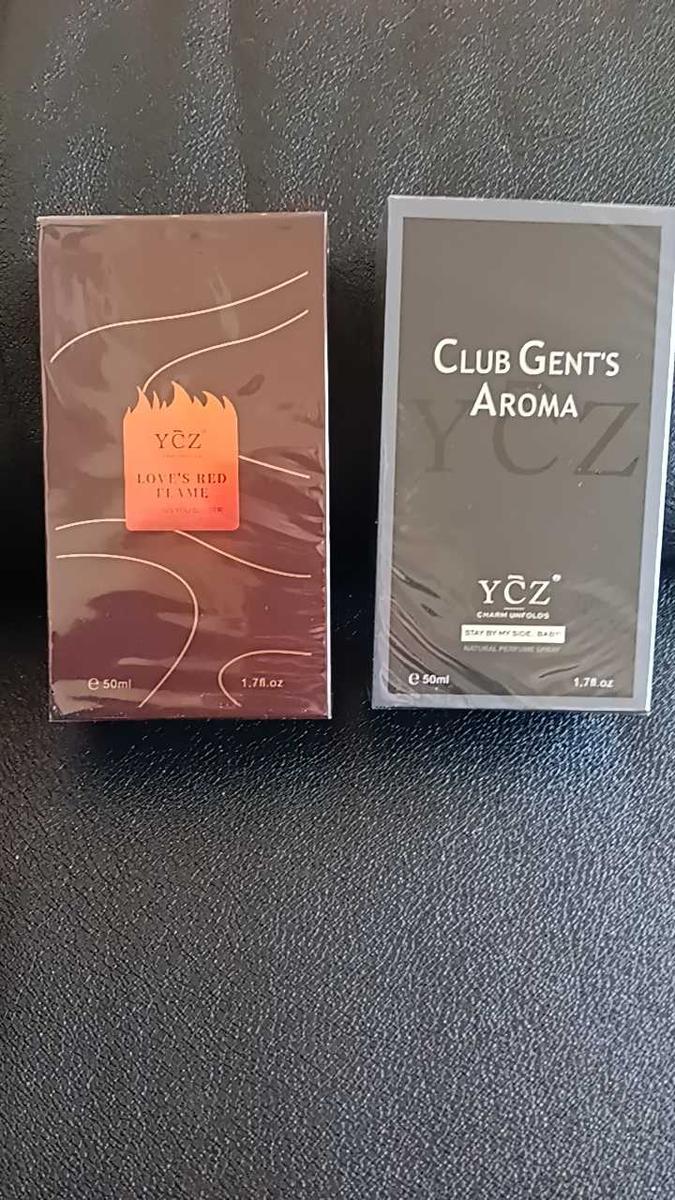 YCZ
LOVE'S RED
FLAME
℮ 50ml
1.7fl.oz
CLUB GENT'S
AROMA
YCZ
YCZ®
CHARM UNFOLDS
STAY BY MY SIDE, BABY
NATURAL PERFUME SPRAY
℮ 50ml
1.7fl.oz